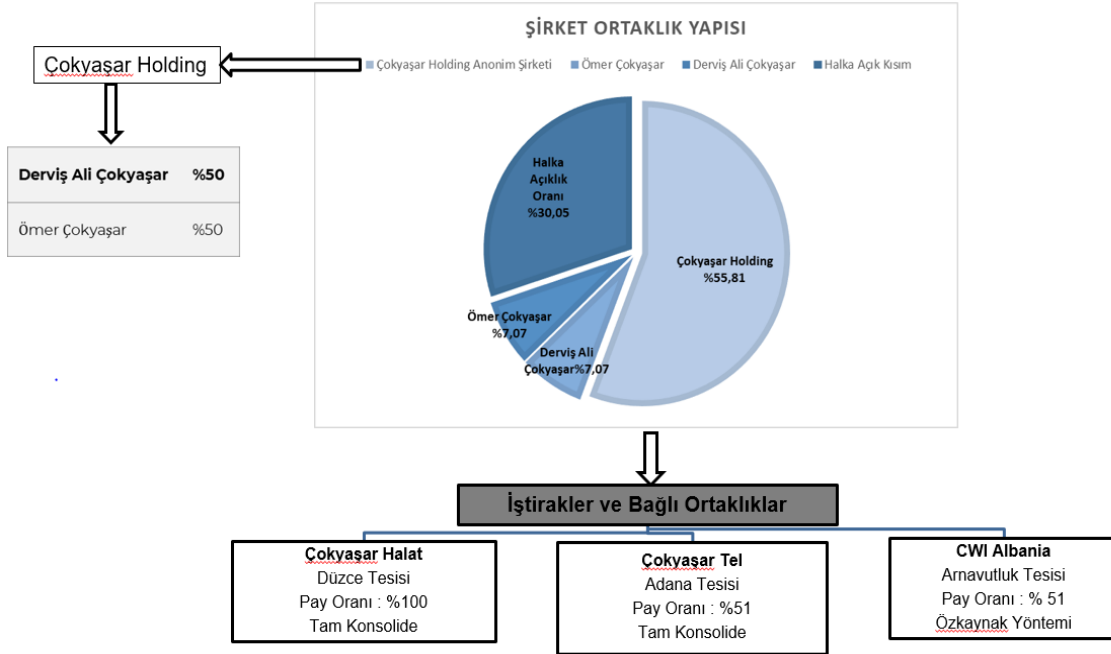 ŞİRKET ORTAKLIK YAPISI
Çokyaşar Holding
Çokyaşar Holding Anonim Şirketi Ömer Çokyaşar Derviş Ali Çokyaşar Halka Açık Kısım
Derviş Ali Çokyaşar %50
Ömer Çokyaşar %50
Halka
Açıklık
Oranı
%30,05
Çokyaşar Holding
%55,81
Ömer Çokyaşar
%7,07
Derviş Ali
Çokyaşar%7,07
İştirakler ve Bağlı Ortaklıklar
Çokyaşar Halat
Düzce Tesisi
Pay Oranı : %100
Tam Konsolide
Çokyaşar Tel
Adana Tesisi
Pay Oranı : %51
Tam Konsolide
CWI Albania
Arnavutluk Tesisi
Pay Oranı : % 51
Özkaynak Yöntemi